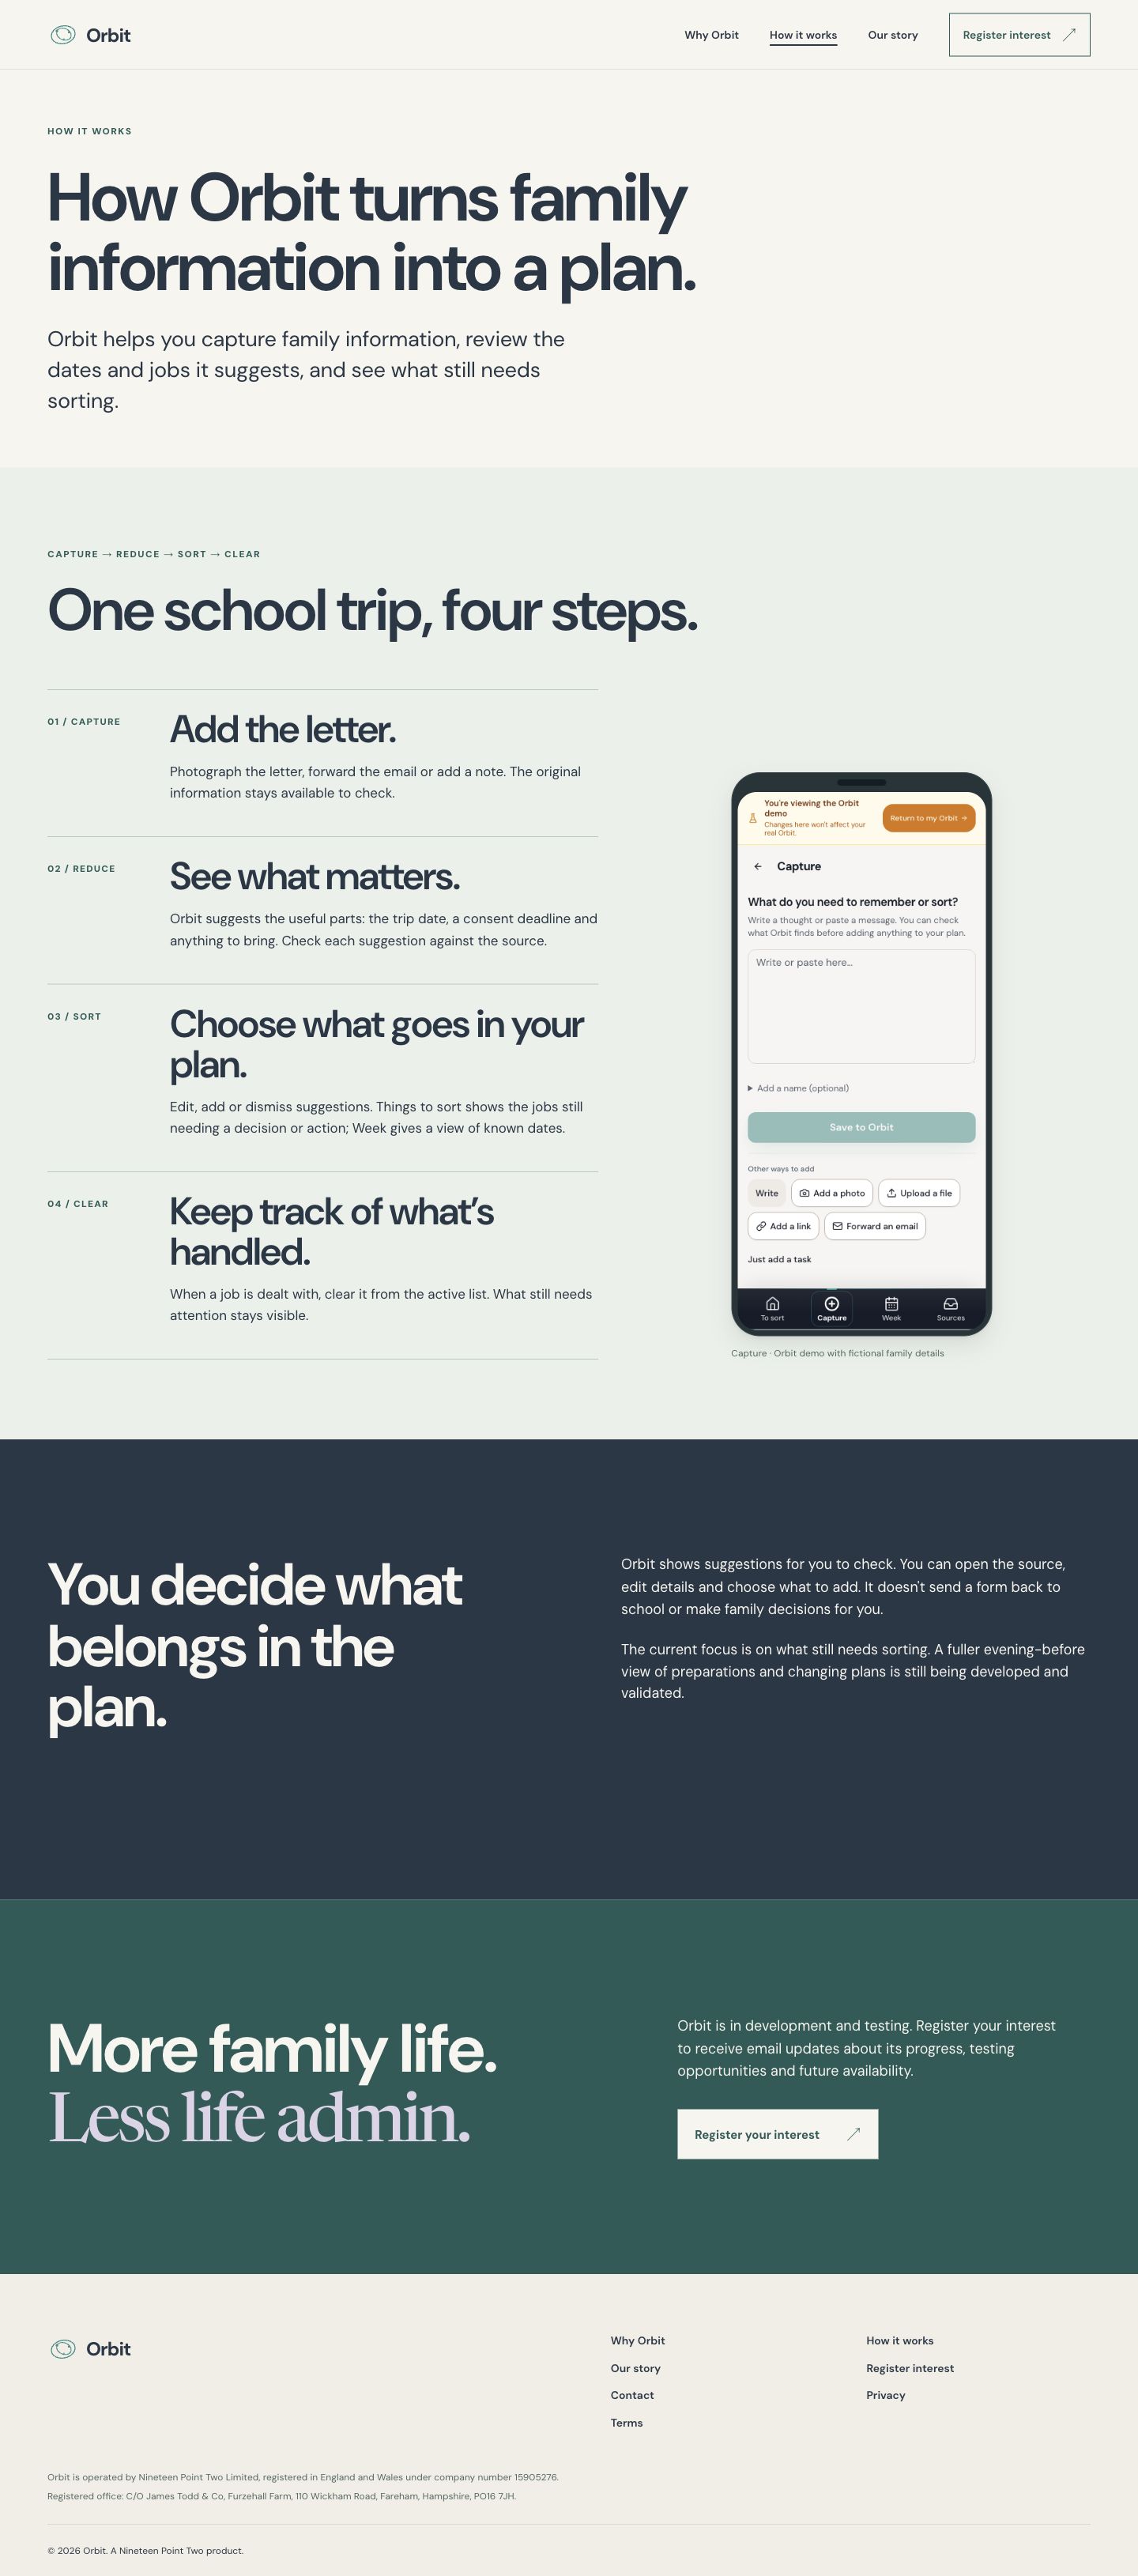 Orbit
Why Orbit
How it works
Our story
Register interest
HOW IT WORKS
How Orbit turns family
information into a plan.
Orbit helps you capture family information, review the
dates and jobs it suggests, and see what still needs
sorting.
CAPTURE → REDUCE → SORT → CLEAR
One school trip, four steps.
01 / CAPTURE
Add the letter.
Photograph the letter, forward the email or add a note. The original
information stays available to check.
02 / REDUCE
See what matters.
Orbit suggests the useful parts: the trip date, a consent deadline and
anything to bring. Check each suggestion against the source.
03 / SORT
Choose what goes in your
plan.
Edit, add or dismiss suggestions. Things to sort shows the jobs still
needing a decision or action; Week gives a view of known dates.
04 / CLEAR
Keep track of what’s
handled.
When a job is dealt with, clear it from the active list. What still needs
attention stays visible.
You're viewing the Orbit
demo
Changes here won't affect your
real Orbit.
Return to my Orbit →
← Capture
What do you need to remember or sort?
Write a thought or paste a message. You can check
what Orbit finds before adding anything to your plan.
Write or paste here...
Add a name (optional)
Save to Orbit
Other ways to add
Write
Add a photo
Upload a file
Add a link
Forward an email
Just add a task
To sort
Capture
Week
Sources
Capture · Orbit demo with fictional family details
You decide what
belongs in the
plan.
Orbit shows suggestions for you to check. You can open the source,
edit details and choose what to add. It doesn't send a form back to
school or make family decisions for you.
The current focus is on what still needs sorting. A fuller evening-before
view of preparations and changing plans is still being developed and
validated.
More family life.
Less life admin.
Orbit is in development and testing. Register your interest
to receive email updates about its progress, testing
opportunities and future availability.
Register your interest
Orbit
Why Orbit
How it works
Our story
Register interest
Contact
Privacy
Terms
Orbit is operated by Nineteen Point Two Limited, registered in England and Wales under company number 15905276.
Registered office: C/O James Todd & Co, Furzehall Farm, 110 Wickham Road, Fareham, Hampshire, PO16 7JH.
© 2026 Orbit. A Nineteen Point Two product.